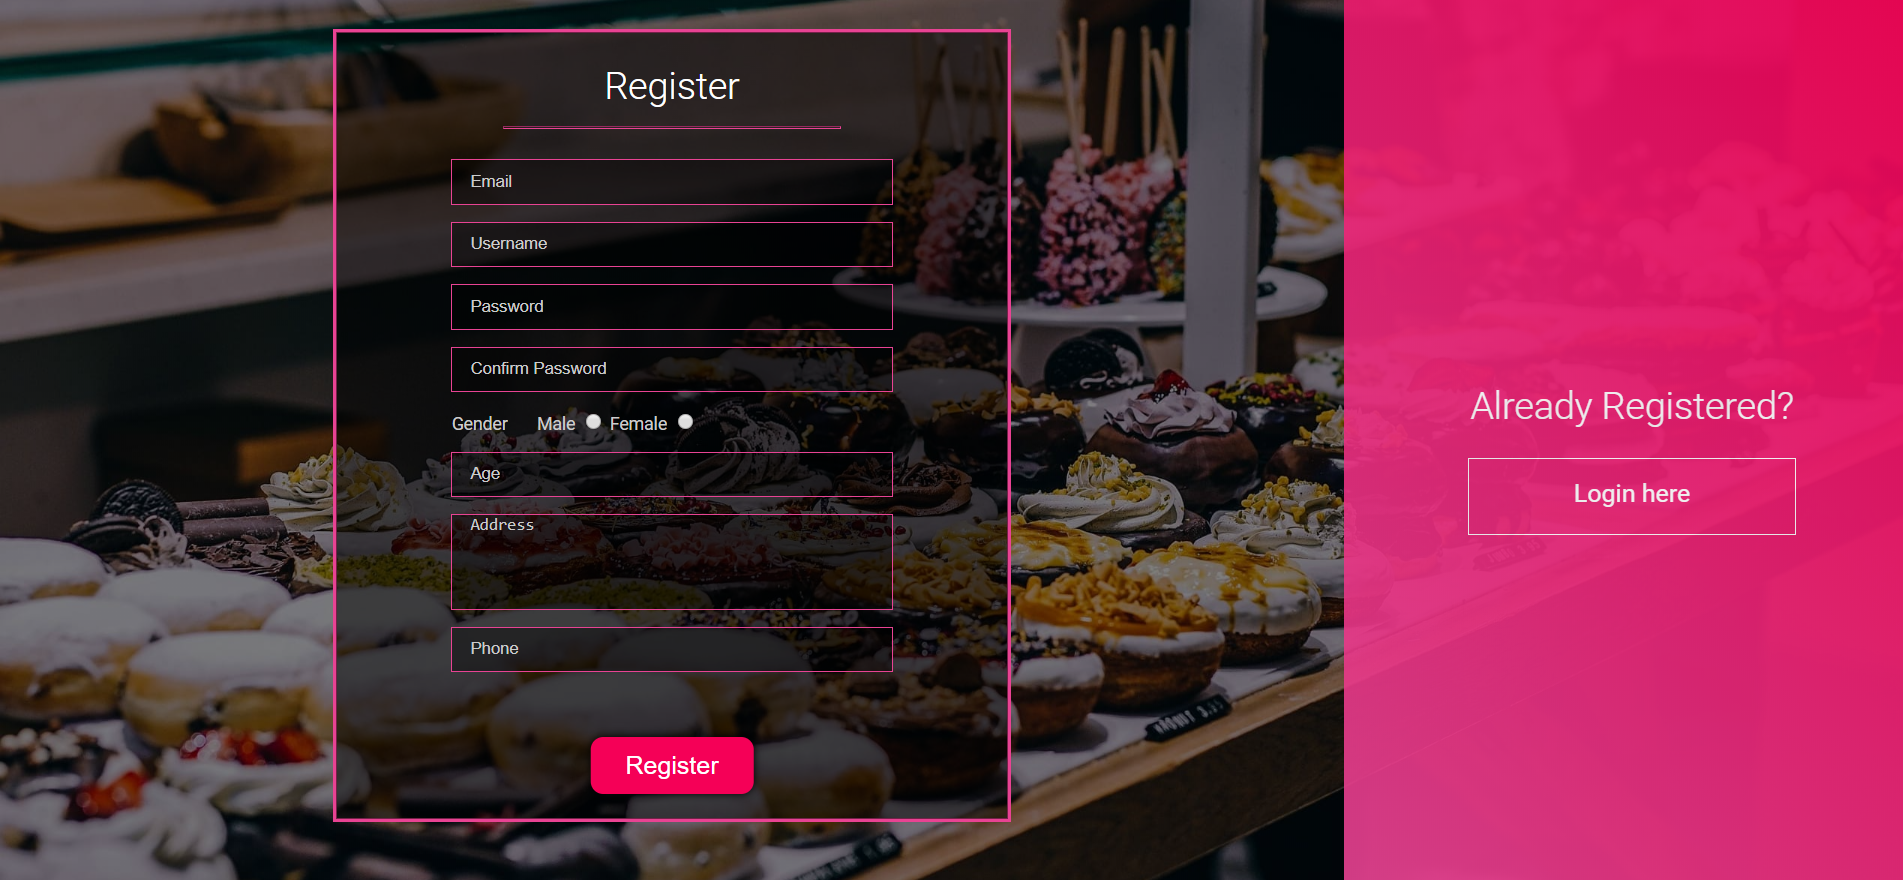 Register
Email
Username
Password
Confirm Password
Gender Male Female
Age
Address
Phone
Register
Already Registered?
Login here